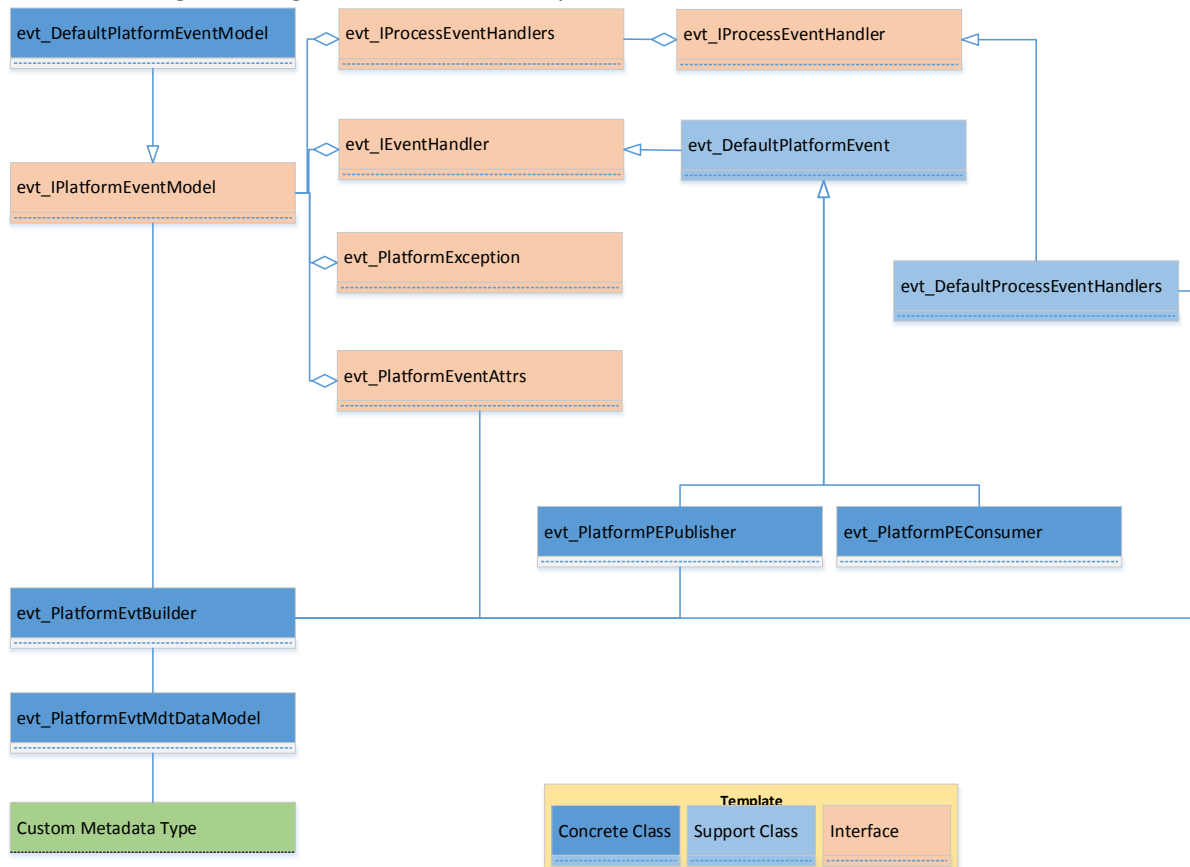 evt_DefaultPlatformEventModel
evt_IProcessEventHandlers
evt_IProcessEventHandler
evt_IEventHandler
evt_DefaultPlatformEvent
evt_IPlatformEventModel
evt_PlatformException
evt_DefaultProcessEventHandlers
evt_PlatformEventAttrs
evt_PlatformPEPublisher
evt_PlatformPEConsumer
evt_PlatformEvtBuilder
evt_PlatformEvtMdtDataModel
Custom Metadata Type
Template
Concrete Class
Support Class
Interface